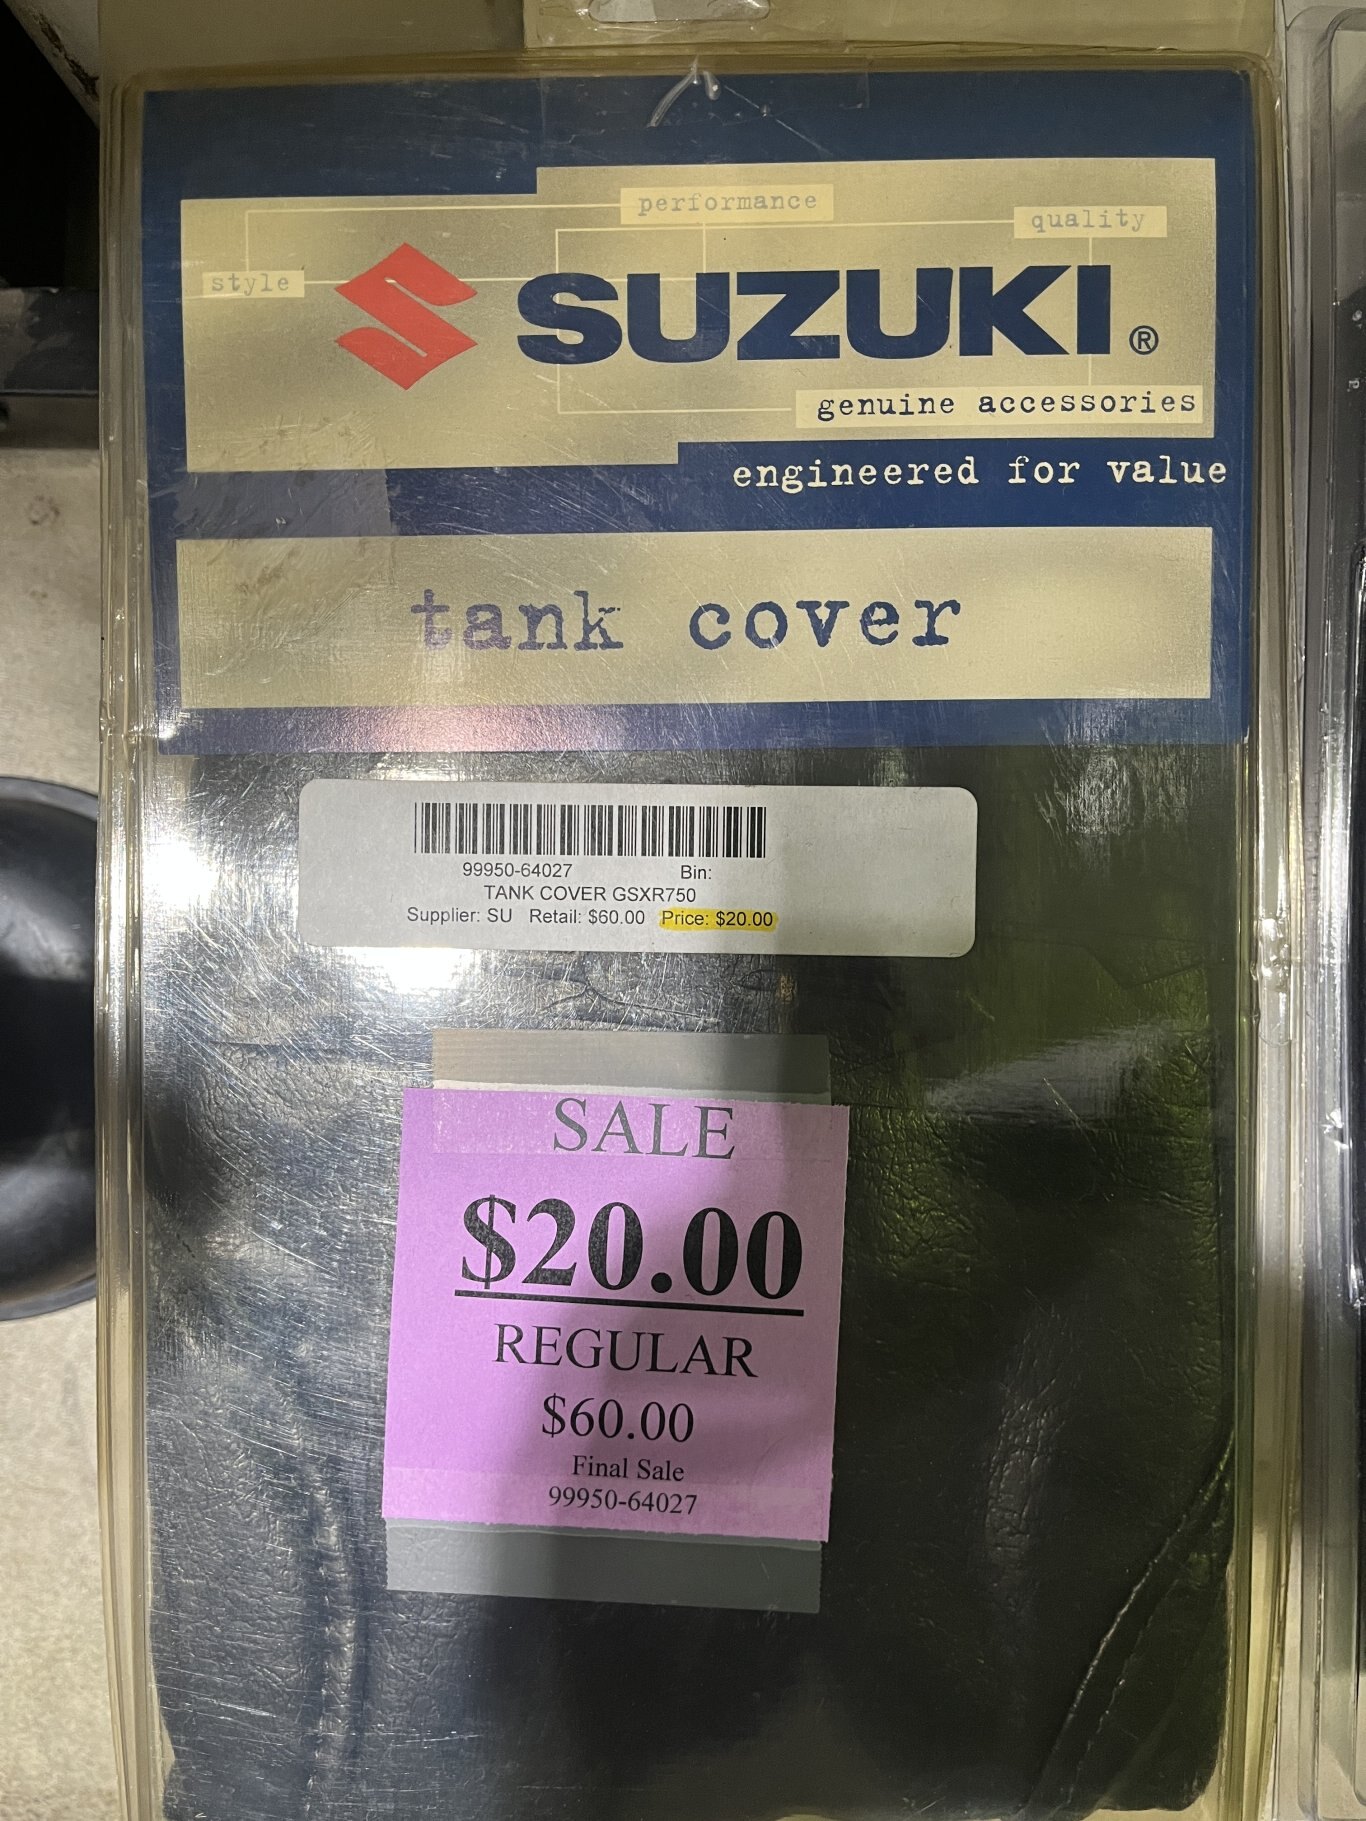 performance
quality
style
SUZUKI®
genuine accessories
engineered for value
tank cover
99950-64027 Bin:
TANK COVER GSXR750
Supplier: SU Retail: $60.00 Price: $20.00
SALE
$20.00
REGULAR
$60.00
Final Sale
99950-64027